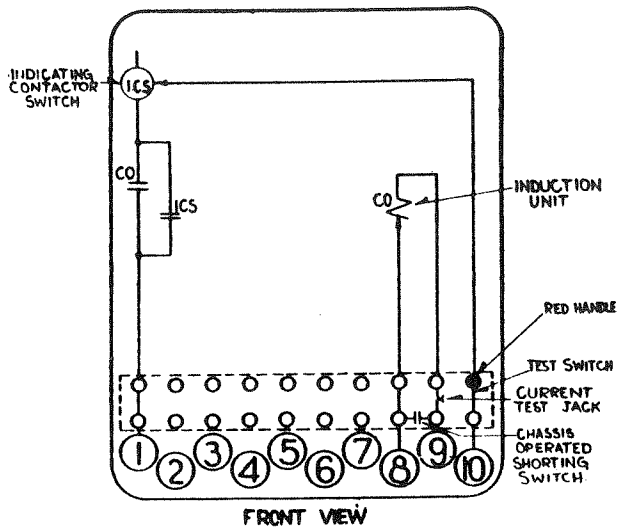 INDICATING
CONTACTOR
SWITCH
ICS
CO
ICS
CO
INDUCTION
UNIT
RED HANDLE
TEST SWITCH
CURRENT
TEST JACK
CHASSIS
OPERATED
SHORTING
SWITCH.
1 2 3 4 5 6 7 8 9 10
FRONT VIEW